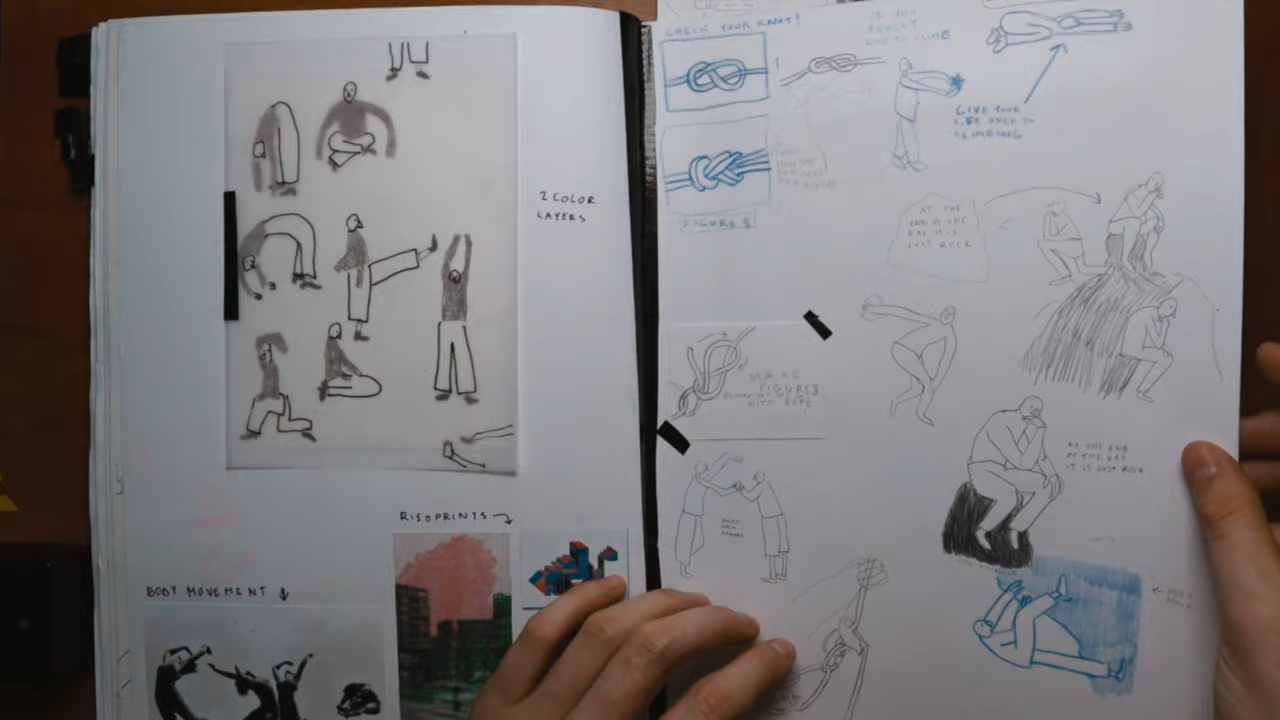 2 COLOR
LAYERS
RISOPRINTS
BODY MOVEMENT
CHECK YOUR KNOT!
1
FIGURE 8
GIVE YOUR
LIFE OVER TO
CLIMBING
AT THE
END OF THE
DAY IT IS
JUST ROCK
MAKE
FIGURES
WITH ROPE
AT THE END
OF THE DAY
IT IS JUST ROCK